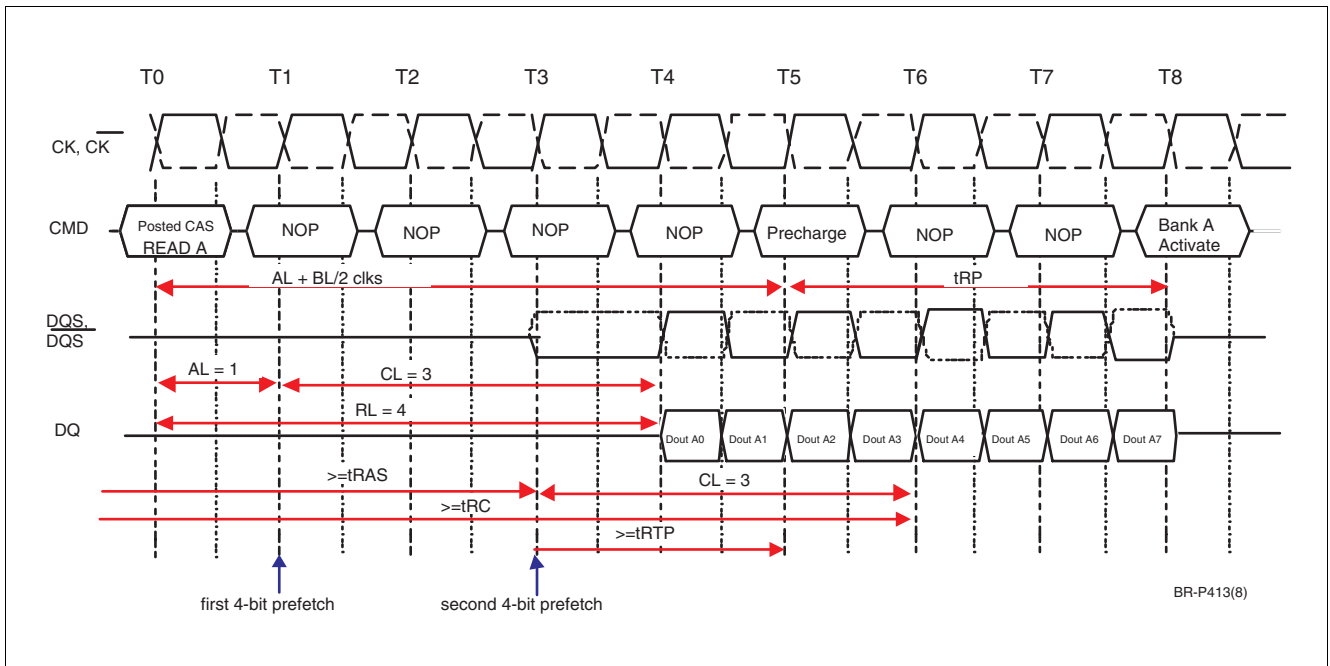 T0 T1 T2 T3 T4 T5 T6 T7 T8
CK, CK
CMD
Posted CAS
READ A
NOP
NOP
NOP
NOP
Precharge
NOP
NOP
Bank A
Activate
AL + BL/2 clks
tRP
DQS,
DQS
AL = 1
CL = 3
RL = 4
DQ
Dout A0 Dout A1 Dout A2 Dout A3 Dout A4 Dout A5 Dout A6 Dout A7
>=tRAS
CL = 3
>=tRC
>=tRTP
first 4-bit prefetch
second 4-bit prefetch
BR-P413(8)